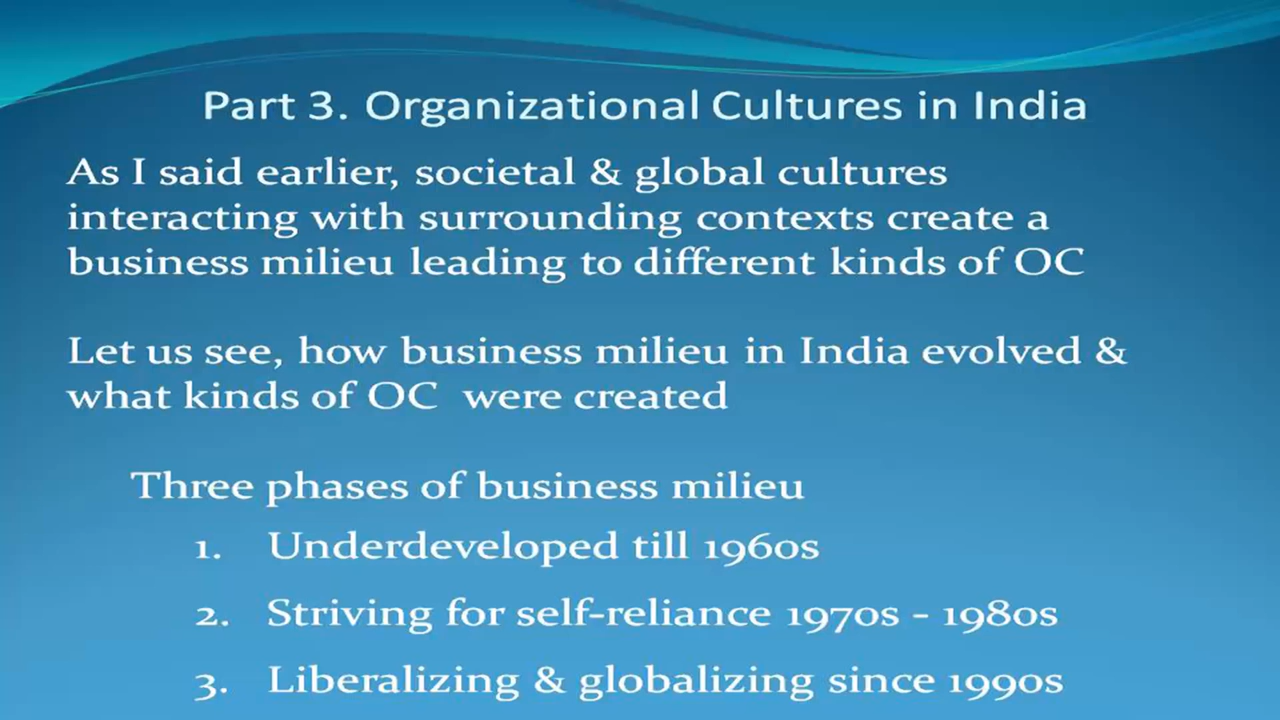 Part 3. Organizational Cultures in India
As I said earlier, societal & global cultures
interacting with surrounding contexts create a
business milieu leading to different kinds of OC
Let us see, how business milieu in India evolved &
what kinds of OC were created
Three phases of business milieu
1. Underdeveloped till 1960s
2. Striving for self-reliance 1970s - 1980s
3. Liberalizing & globalizing since 1990s